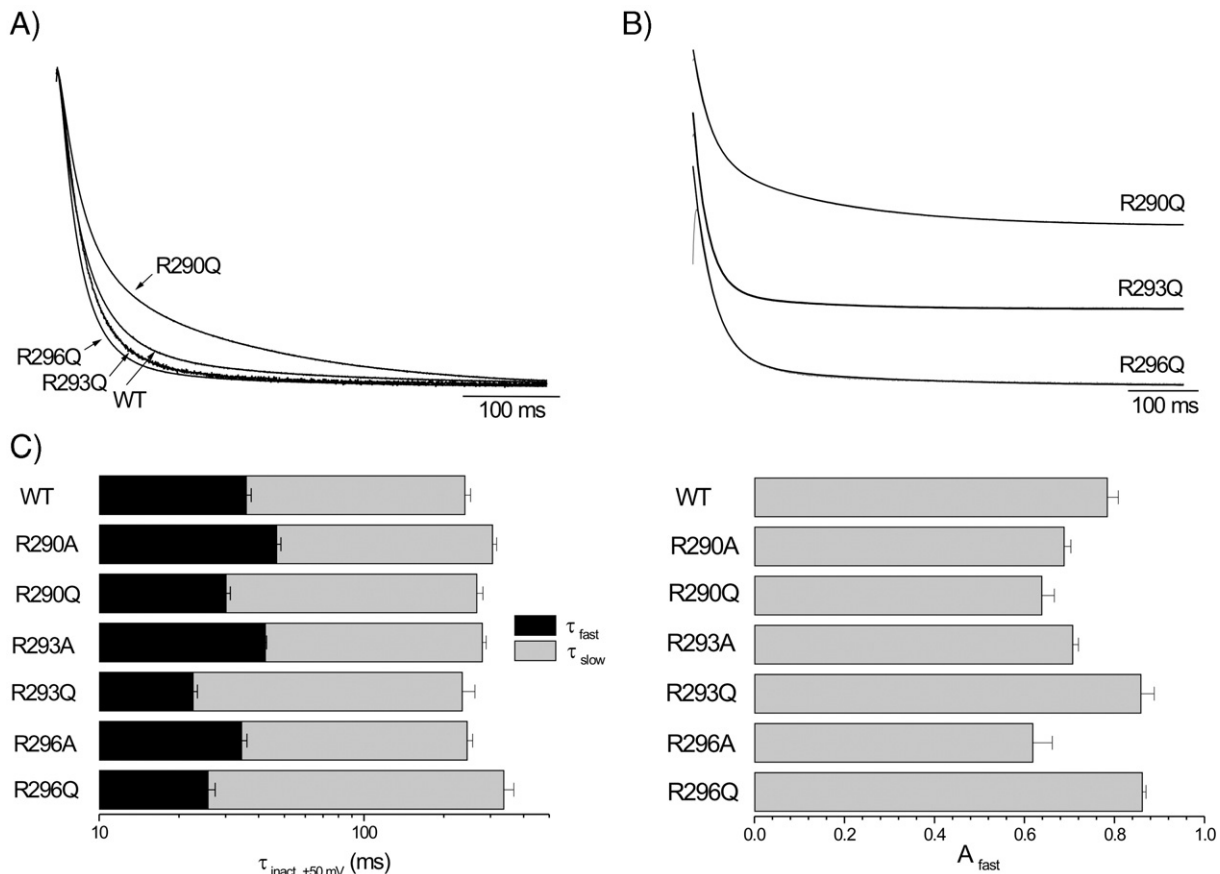 A)
R290Q
R296Q
R293Q
WT
100 ms
B)
R290Q
R293Q
R296Q
100 ms
C)
WT
R290A
R290Q
R293A
R293Q
R296A
R296Q
10
100
τ inact, +50 mV (ms)
τ fast
τ slow
WT
R290A
R290Q
R293A
R293Q
R296A
R296Q
0.0 0.2 0.4 0.6 0.8 1.0
A fast